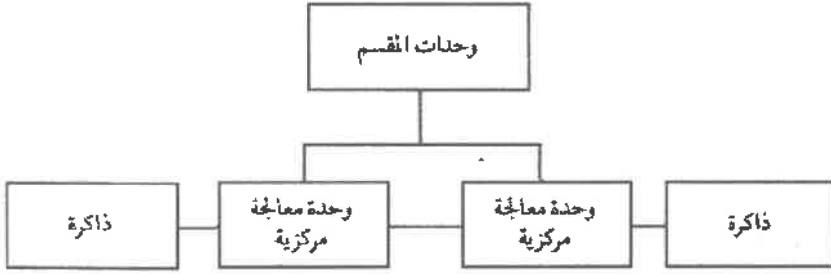 وحدات المقسم
ذاكرة
وحدة معالجة
مركزية
وحدة معالجة
مركزية
ذاكرة